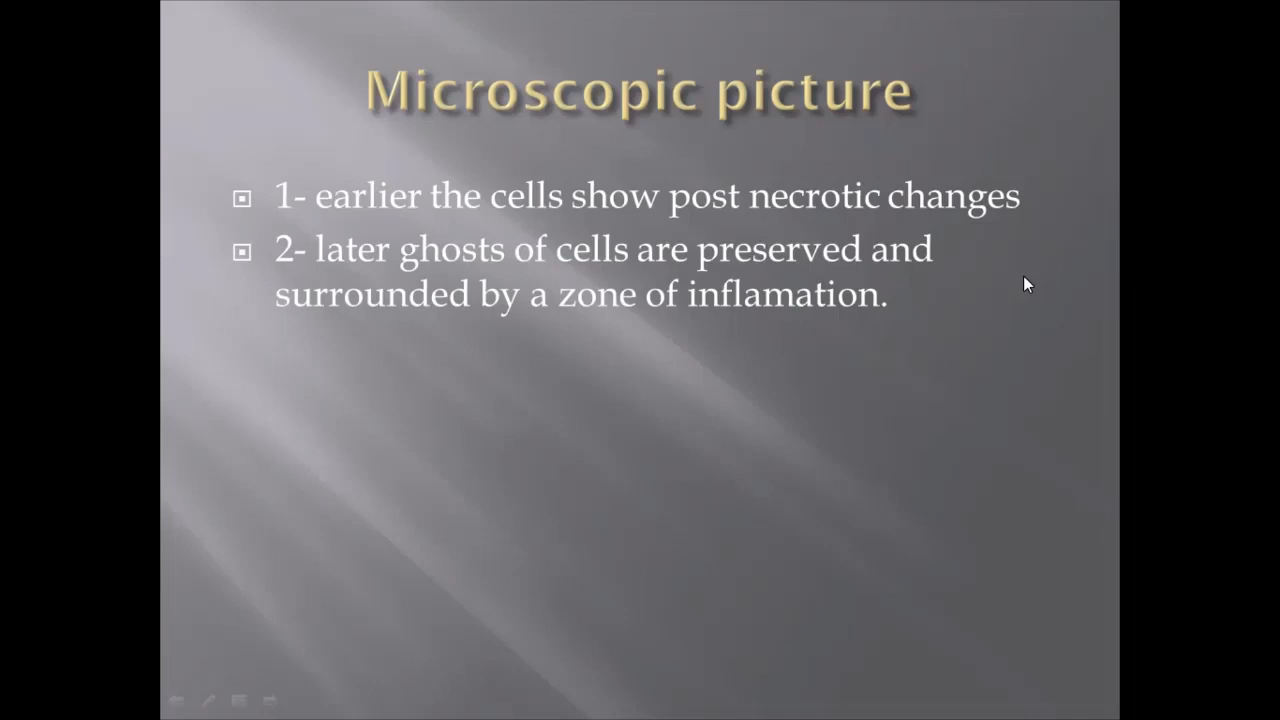 Microscopic picture
1- earlier the cells show post necrotic changes
2- later ghosts of cells are preserved and
surrounded by a zone of inflamation.